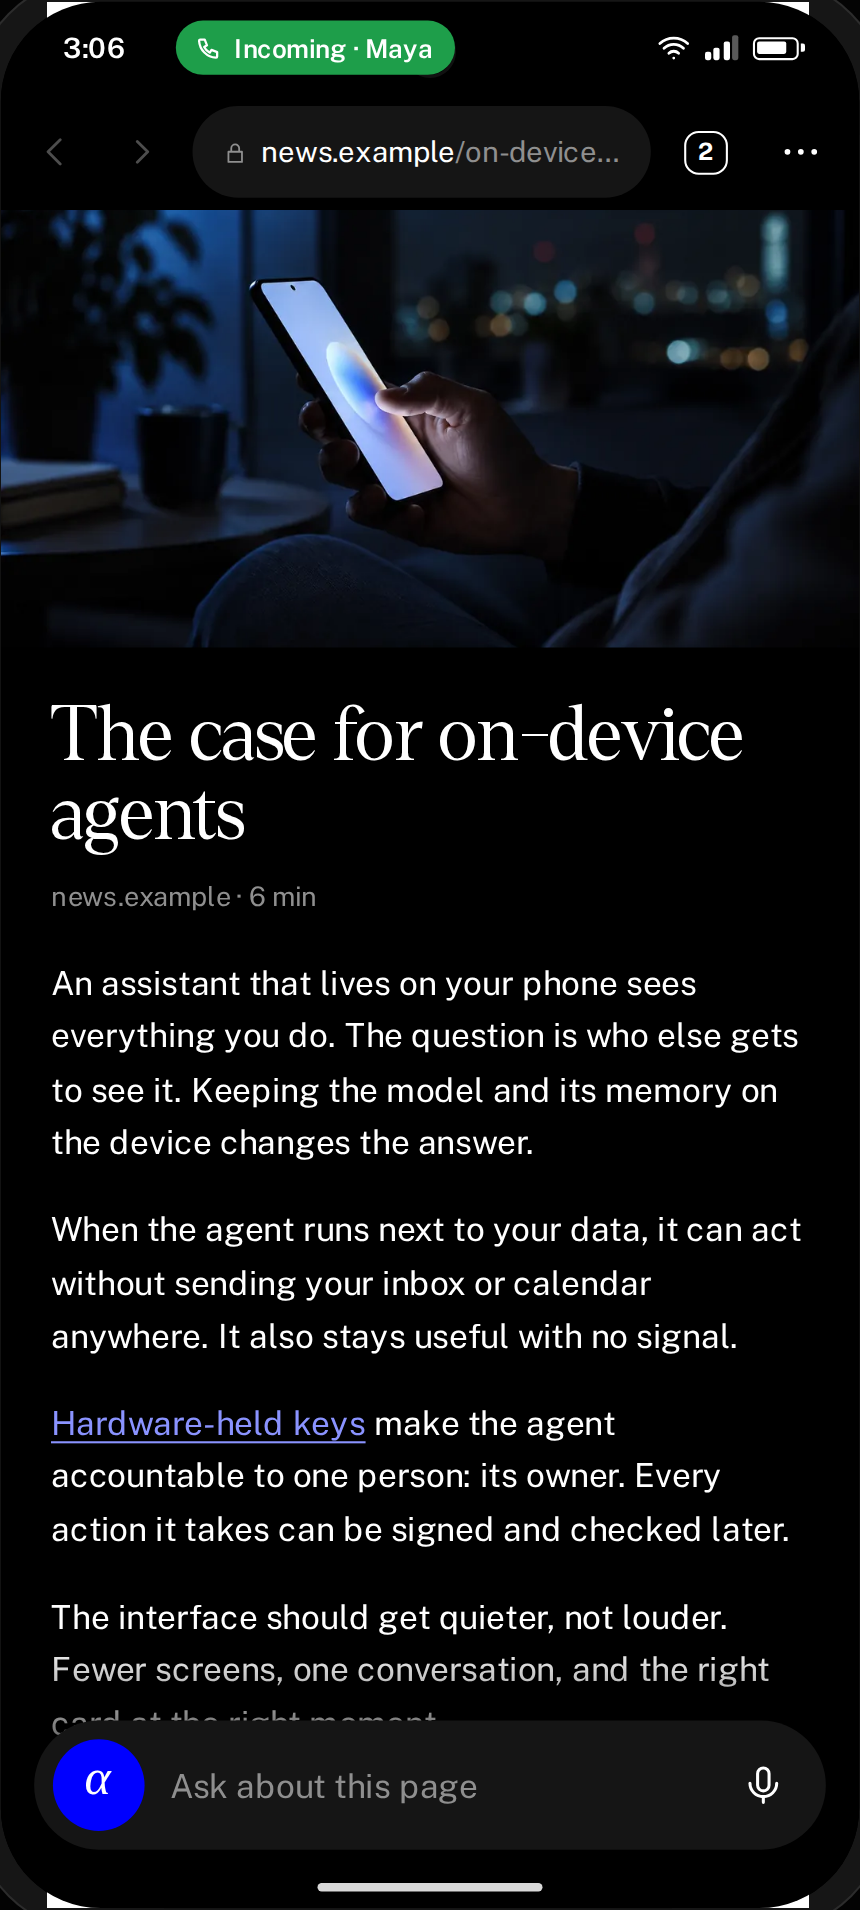 3:06
Incoming · Maya
news.example/on-device...
2
The case for on-device
agents
news.example · 6 min
An assistant that lives on your phone sees
everything you do. The question is who else gets
to see it. Keeping the model and its memory on
the device changes the answer.
When the agent runs next to your data, it can act
without sending your inbox or calendar
anywhere. It also stays useful with no signal.
Hardware-held keys make the agent
accountable to one person: its owner. Every
action it takes can be signed and checked later.
The interface should get quieter, not louder.
Fewer screens, one conversation, and the right
card at the right moment.
α
Ask about this page